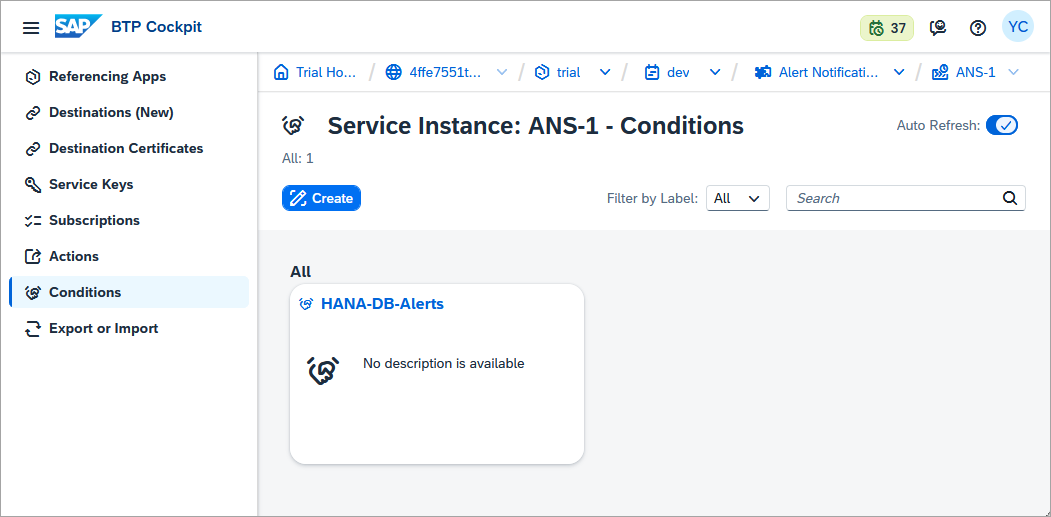 SAP BTP Cockpit 37 YC
Referencing Apps
Destinations (New)
Destination Certificates
Service Keys
Subscriptions
Actions
Conditions
Export or Import
Trial Ho... / 4ffe7551t... / trial / dev / Alert Notificati... / ANS-1
Service Instance: ANS-1 - Conditions
Auto Refresh:
All: 1
Create
Filter by Label: All
Search
All
HANA-DB-Alerts
No description is available